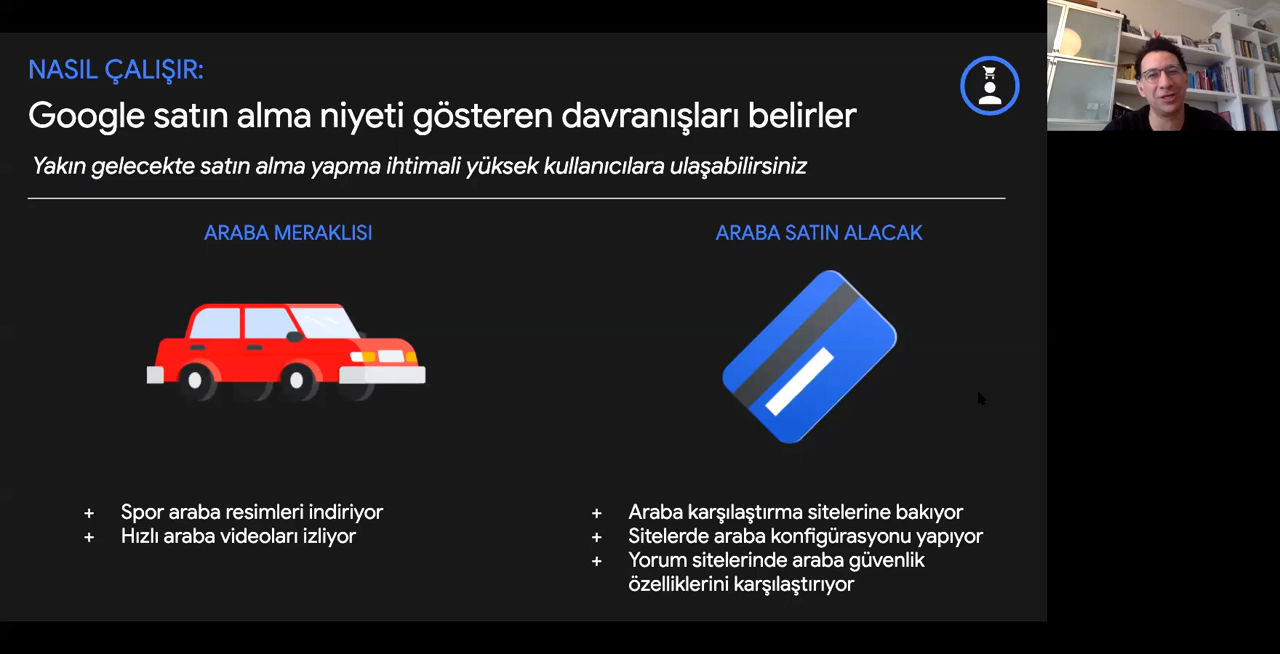 NASIL ÇALIŞIR:
Google satın alma niyeti gösteren davranışları belirler
Yakın gelecekte satın alma yapma ihtimali yüksek kullanıcılara ulaşabilirsiniz
ARABA MERAKLISI
+ Spor araba resimleri indiriyor
+ Hızlı araba videoları izliyor
ARABA SATIN ALACAK
+ Araba karşılaştırma sitelerine bakıyor
+ Sitelerde araba konfigürasyonu yapıyor
+ Yorum sitelerinde araba güvenlik
özelliklerini karşılaştırıyor